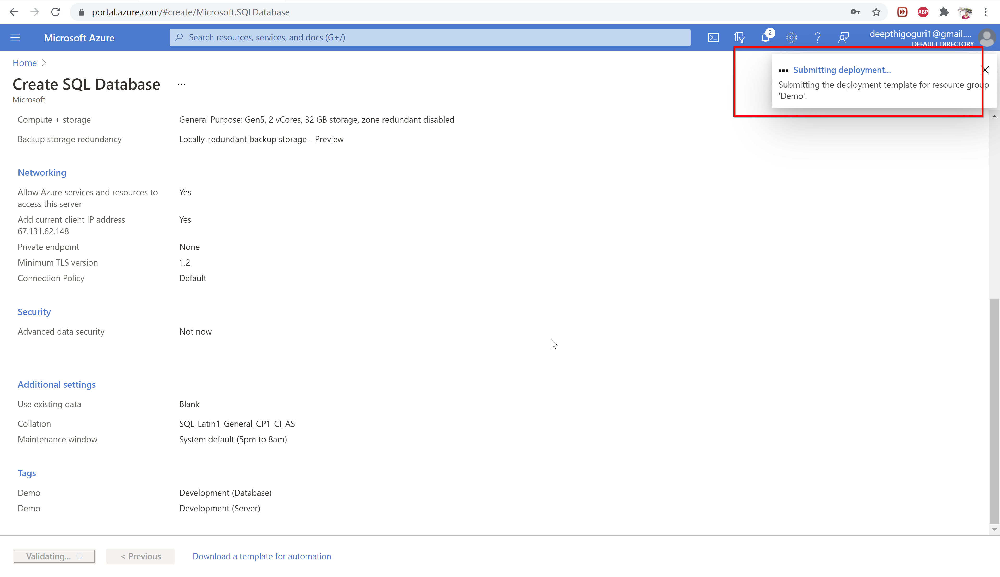 portal.azure.com/#create/Microsoft.SQLDatabase
ABP
Microsoft Azure
Search resources, services, and docs (G+/)
2
deepthigoguri1@gmail....
DEFAULT DIRECTORY
Home
Submitting deployment...
Submitting the deployment template for resource group
'Demo'.
Create SQL Database
...
Microsoft
Compute + storage General Purpose: Gen5, 2 vCores, 32 GB storage, zone redundant disabled
Backup storage redundancy Locally-redundant backup storage - Preview
Networking
Allow Azure services and resources to Yes
access this server
Add current client IP address Yes
67.131.62.148
Private endpoint None
Minimum TLS version 1.2
Connection Policy Default
Security
Advanced data security Not now
Additional settings
Use existing data Blank
Collation SQL_Latin1_General_CP1_CI_AS
Maintenance window System default (5pm to 8am)
Tags
Demo Development (Database)
Demo Development (Server)
Validating... < Previous Download a template for automation